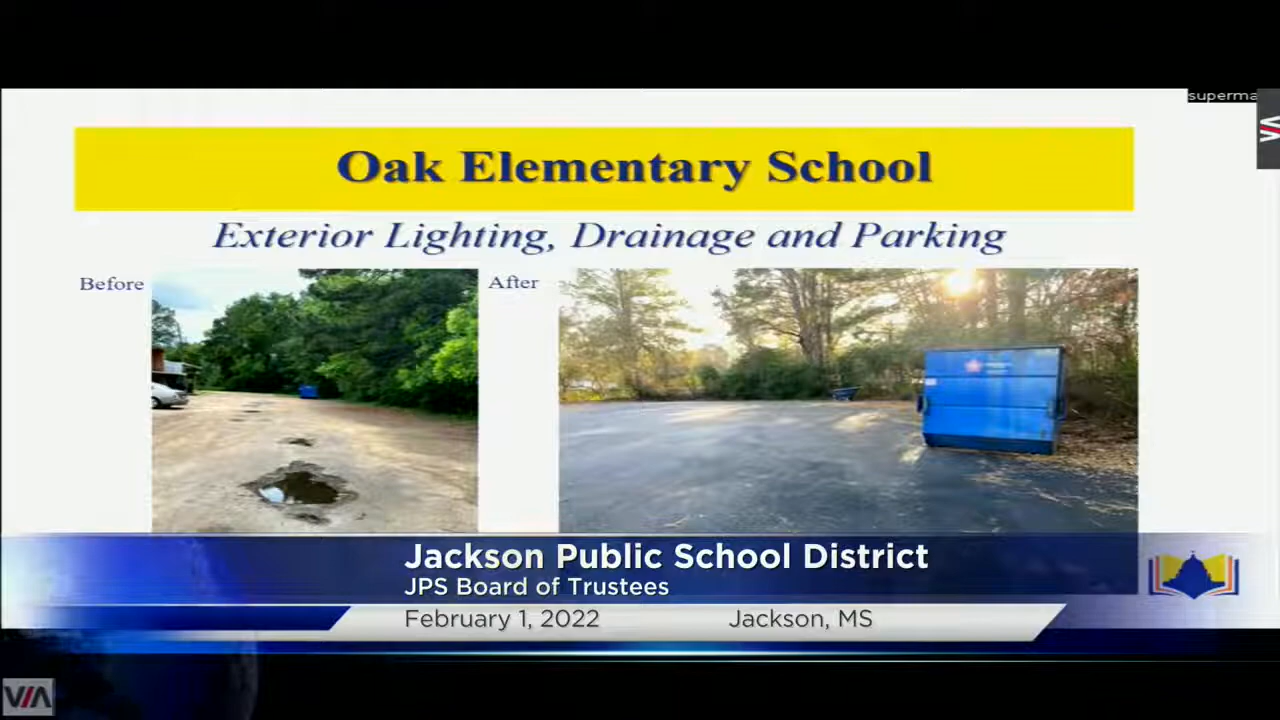 superma
Oak Elementary School
Exterior Lighting, Drainage and Parking
Before
After
Jackson Public School District
JPS Board of Trustees
February 1, 2022
Jackson, MS
VIA